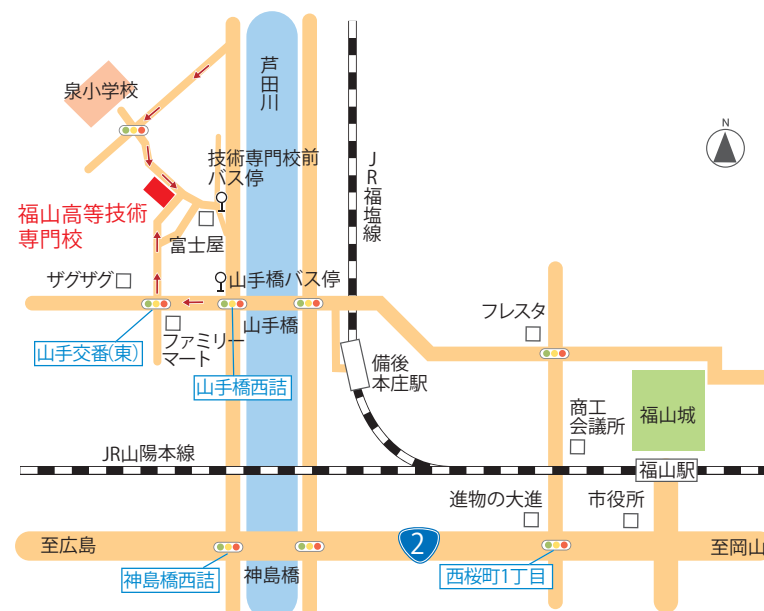 泉小学校
芦田川
N
技術専門校前
バス停
JR福塩線
福山高等技術
専門校
富士屋
ザグザグ
山手橋バス停
フレスタ
山手橋
ファミリー
マート
山手交番(東)
山手橋西詰
備後
本庄駅
商工
会議所
福山城
JR山陽本線
福山駅
進物の大進
市役所
至広島
2
至岡山
神島橋西詰
神島橋
西桜町1丁目